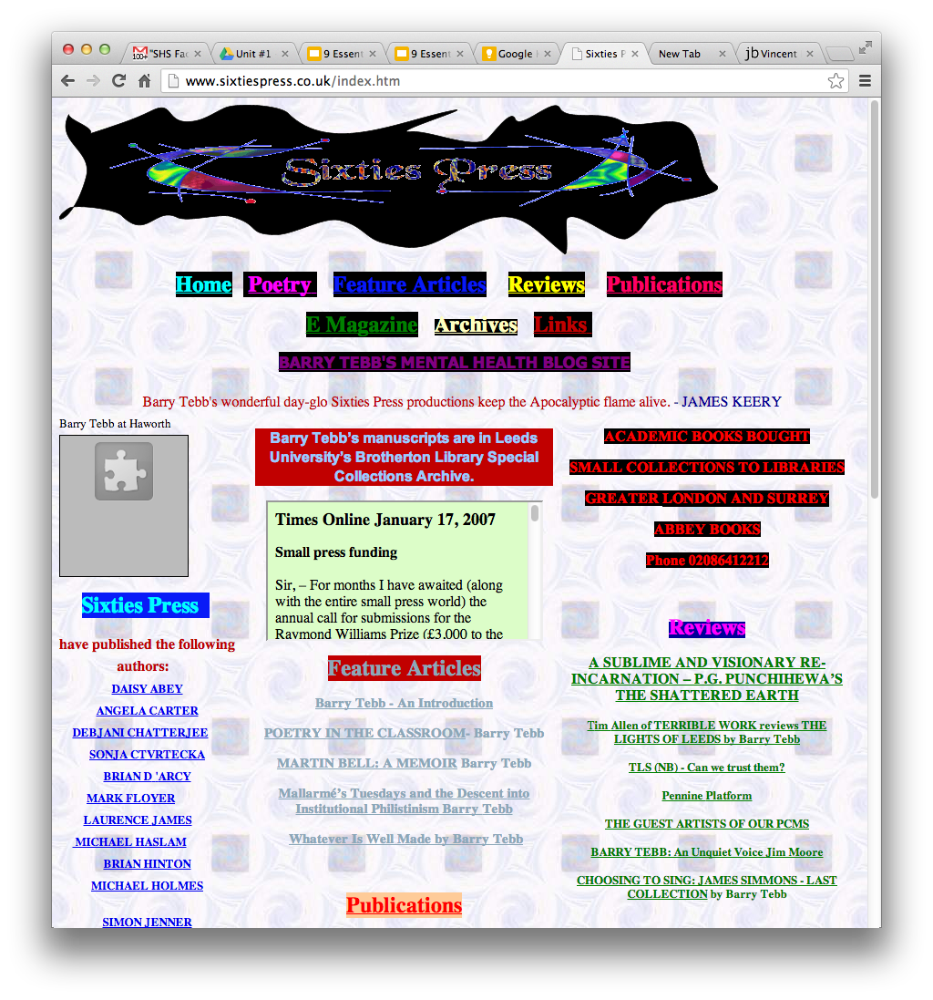 "SHS Fac
100+
Unit #1
9 Essent
9 Essent
Google
Sixties P
New Tab
jb Vincent
www.sixtiespress.co.uk/index.htm
Sixties Press
Home Poetry Feature Articles Reviews Publications
E Magazine Archives Links
BARRY TEBB'S MENTAL HEALTH BLOG SITE
Barry Tebb's wonderful day-glo Sixties Press productions keep the Apocalyptic flame alive. - JAMES KEERY
Barry Tebb at Haworth
Sixties Press
have published the following
authors:
DAISY ABEY
ANGELA CARTER
DEBJANI CHATTERJEE
SONJA CTVRTECKA
BRIAN D 'ARCY
MARK FLOYER
LAURENCE JAMES
MICHAEL HASLAM
BRIAN HINTON
MICHAEL HOLMES
SIMON JENNER
Barry Tebb’s manuscripts are in Leeds
University’s Brotherton Library Special
Collections Archive.
Times Online January 17, 2007
Small press funding
Sir, – For months I have awaited (along
with the entire small press world) the
annual call for submissions for the
Raymond Williams Prize (£3,000 to the
Feature Articles
Barry Tebb - An Introduction
POETRY IN THE CLASSROOM- Barry Tebb
MARTIN BELL: A MEMOIR Barry Tebb
Mallarmé’s Tuesdays and the Descent into
Institutional Philistinism Barry Tebb
Whatever Is Well Made by Barry Tebb
Publications
ACADEMIC BOOKS BOUGHT
SMALL COLLECTIONS TO LIBRARIES
GREATER LONDON AND SURREY
ABBEY BOOKS
Phone 02086412212
Reviews
A SUBLIME AND VISIONARY RE-
INCARNATION – P.G. PUNCHIHEWA’S
THE SHATTERED EARTH
Tim Allen of TERRIBLE WORK reviews THE
LIGHTS OF LEEDS by Barry Tebb
TLS (NB) - Can we trust them?
Pennine Platform
THE GUEST ARTISTS OF OUR PCMS
BARRY TEBB: An Unquiet Voice Jim Moore
CHOOSING TO SING: JAMES SIMMONS - LAST
COLLECTION by Barry Tebb